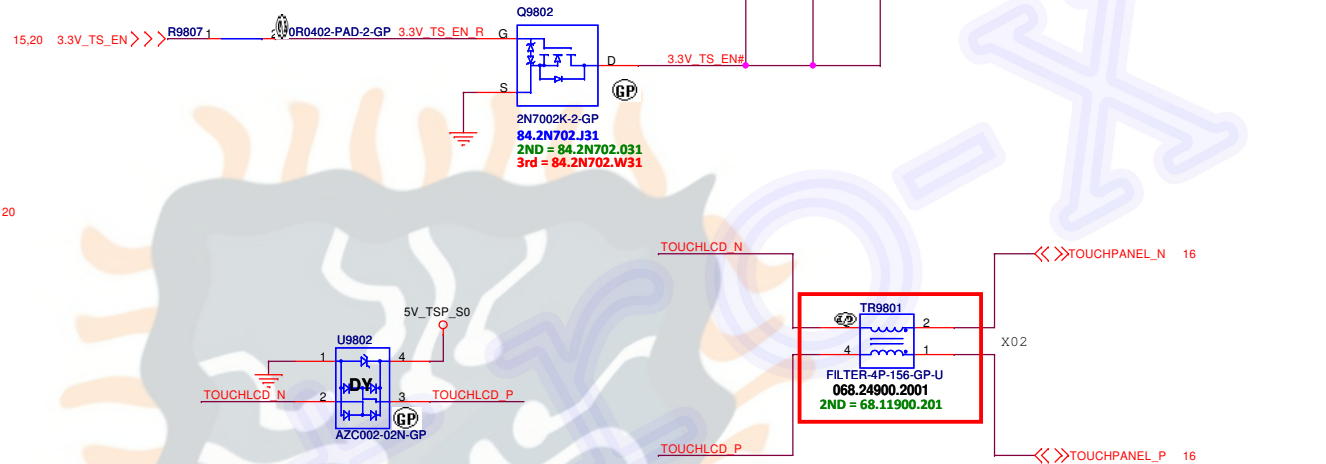 Q9802
R9807 1 2 0R0402-PAD-2-GP 3.3V_TS_EN_R G
15,20 3.3V_TS_EN
D 3.3V_TS_EN#
S
GP
2N7002K-2-GP
84.2N702.J31
2ND = 84.2N702.031
3rd = 84.2N702.W31
20
TOUCHLCD_N
TOUCHPANEL_N 16
5V_TSP_S0
TR9801
2
U9802
X02
1 4
4 1
DY
FILTER-4P-156-GP-U
TOUCHLCD_N 2 3 TOUCHLCD_P
068.24900.2001
2ND = 68.11900.201
GP
AZC002-02N-GP
TOUCHLCD_P
TOUCHPANEL_P 16